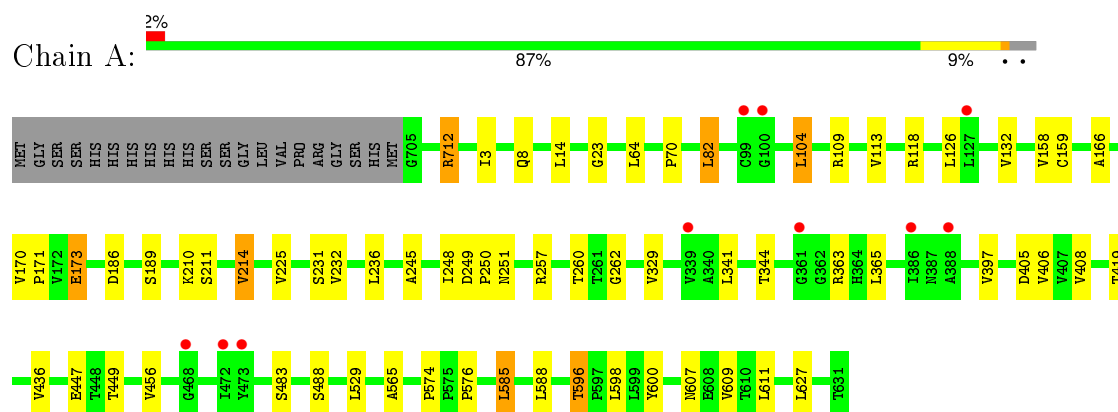 2%
Chain A:
87% 9% • •
MET GLY SER SER HIS HIS HIS HIS HIS HIS SER SER GLY LEU VAL PRO ARG GLY SER HIS MET G705 R712 I3 Q8 L14 G23 L64 P70 L82 C99 G100 L104 R109 V113 R118 L126 L127 V132 V158 C159 A166
V170 P171 V172 E173 D186 S189 K210 S211 V214 V225 S231 V232 L236 A245 I248 D249 P250 N251 R257 T260 T261 G262 V329 V339 A340 L341 T344 G361 G362 R363 H364 L365 I386 N387 A388 V397 D405 V406 V407 V408 T419
V436 E447 T448 T449 V456 G468 I472 Y473 S483 S488 L529 A565 P574 P575 P576 L585 L588 T596 P597 L598 L599 Y600 N607 E608 V609 T610 L611 L627 T631